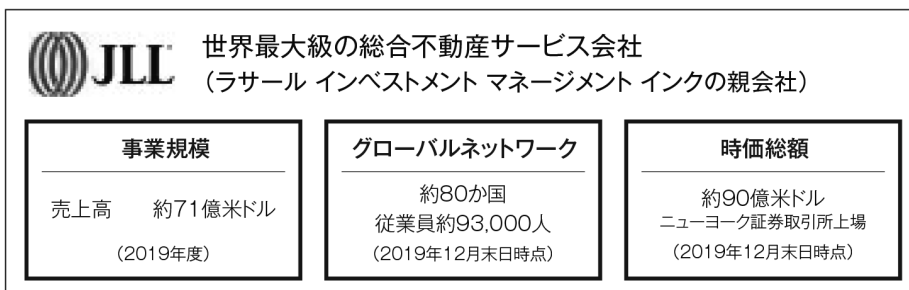 JLL
世界最大級の総合不動産サービス会社
（ラサール インベストメント マネージメント インクの親会社）
事業規模
売上高 約71億米ドル
（2019年度）
グローバルネットワーク
約80か国
従業員約93,000人
（2019年12月末日時点）
時価総額
約90億米ドル
ニューヨーク証券取引所上場
（2019年12月末日時点）